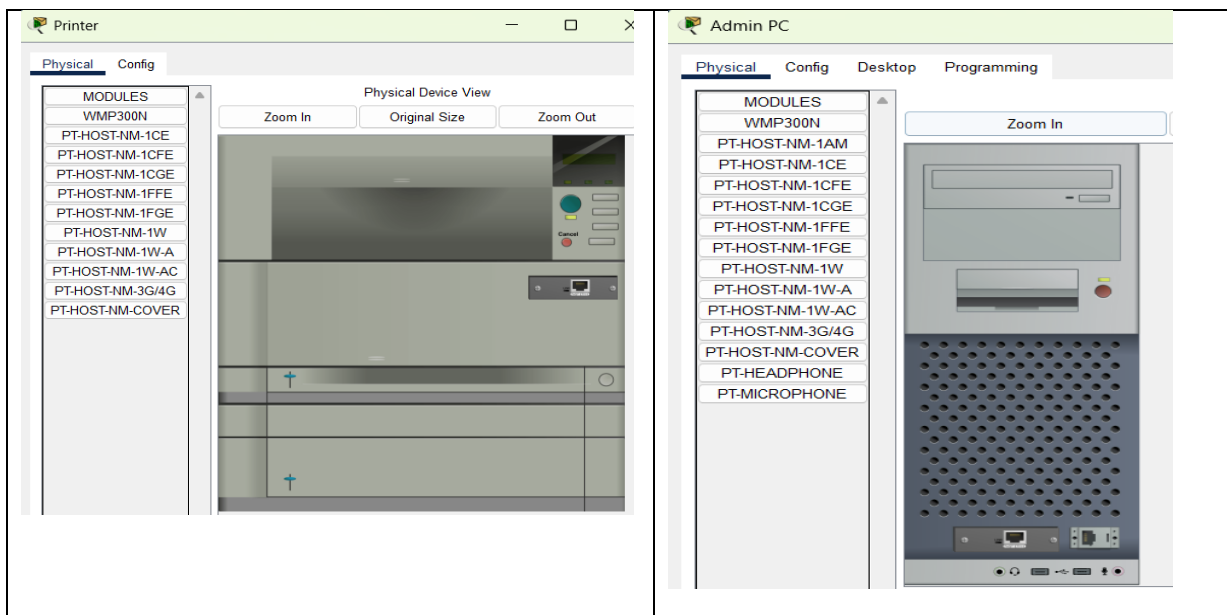 Printer
Physical Config
MODULES
WMP300N
PT-HOST-NM-1CE
PT-HOST-NM-1CFE
PT-HOST-NM-1CGE
PT-HOST-NM-1FFE
PT-HOST-NM-1FGE
PT-HOST-NM-1W
PT-HOST-NM-1W-A
PT-HOST-NM-1W-AC
PT-HOST-NM-3G/4G
PT-HOST-NM-COVER
Physical Device View
Zoom In Original Size Zoom Out
Cancel
Admin PC
Physical Config Desktop Programming
MODULES
WMP300N
PT-HOST-NM-1AM
PT-HOST-NM-1CE
PT-HOST-NM-1CFE
PT-HOST-NM-1CGE
PT-HOST-NM-1FFE
PT-HOST-NM-1FGE
PT-HOST-NM-1W
PT-HOST-NM-1W-A
PT-HOST-NM-1W-AC
PT-HOST-NM-3G/4G
PT-HOST-NM-COVER
PT-HEADPHONE
PT-MICROPHONE
Zoom In